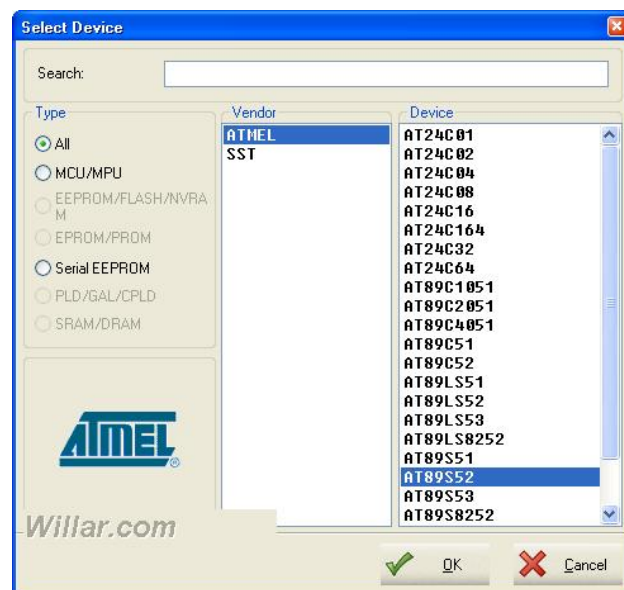 Select Device
Search:
Type
All
MCU/MPU
EEPROM/FLASH/NVRA
M
EPROM/PROM
Serial EEPROM
PLD/GAL/CPLD
SRAM/DRAM
ATMEL
®
Vendor
ATMEL
SST
Device
AT24C01
AT24C02
AT24C04
AT24C08
AT24C16
AT24C164
AT24C32
AT24C64
AT89C1051
AT89C2051
AT89C4051
AT89C51
AT89C52
AT89LS51
AT89LS52
AT89LS53
AT89LS8252
AT89S51
AT89S52
AT89S53
AT89S8252
Willar.com
OK
Cancel